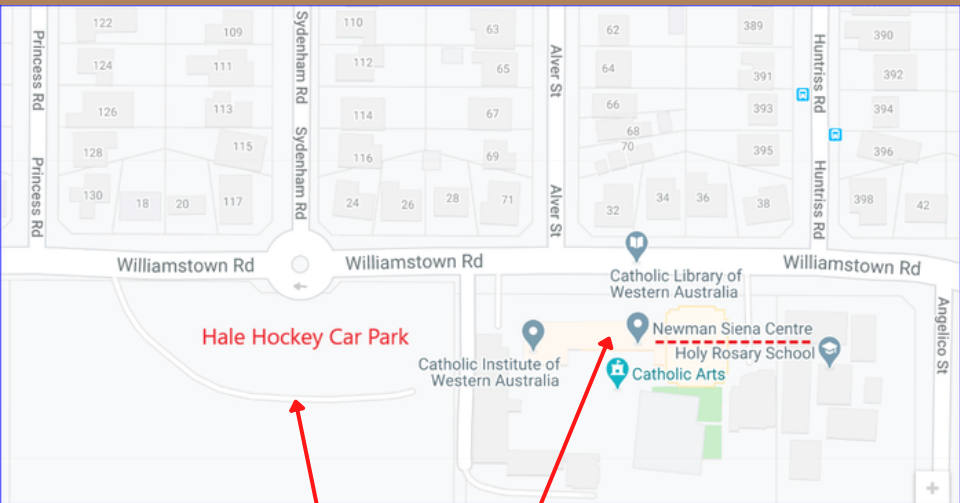 122
109
110
63
62
389
390
124
111
112
65
64
391
392
126
113
114
67
66
393
394
128
115
116
69
68
70
395
396
130
18
20
117
24
26
28
71
32
34
36
38
398
42
Princess Rd
Princess Rd
Sydenham Rd
Sydenham Rd
Alver St
Alver St
Huntriss Rd
Huntriss Rd
Williamstown Rd
Williamstown Rd
Williamstown Rd
Angelico St
Catholic Library of
Western Australia
Hale Hockey Car Park
Newman Siena Centre
Holy Rosary School
Catholic Institute of
Western Australia
Catholic Arts